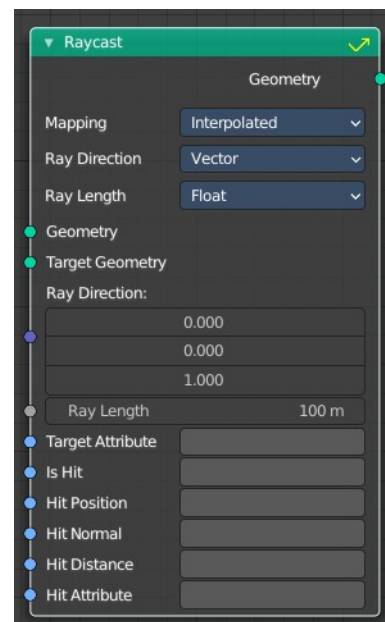 Raycast
Geometry
Mapping Interpolated
Ray Direction Vector
Ray Length Float
Geometry
Target Geometry
Ray Direction:
0.000
0.000
1.000
Ray Length 100 m
Target Attribute
Is Hit
Hit Position
Hit Normal
Hit Distance
Hit Attribute